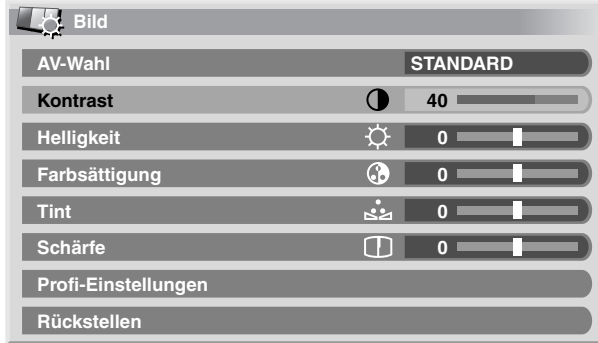 Bild
AV-Wahl STANDARD
Kontrast 40
Helligkeit 0
Farbsättigung 0
Tint 0
Schärfe 0
Profi-Einstellungen
Rückstellen